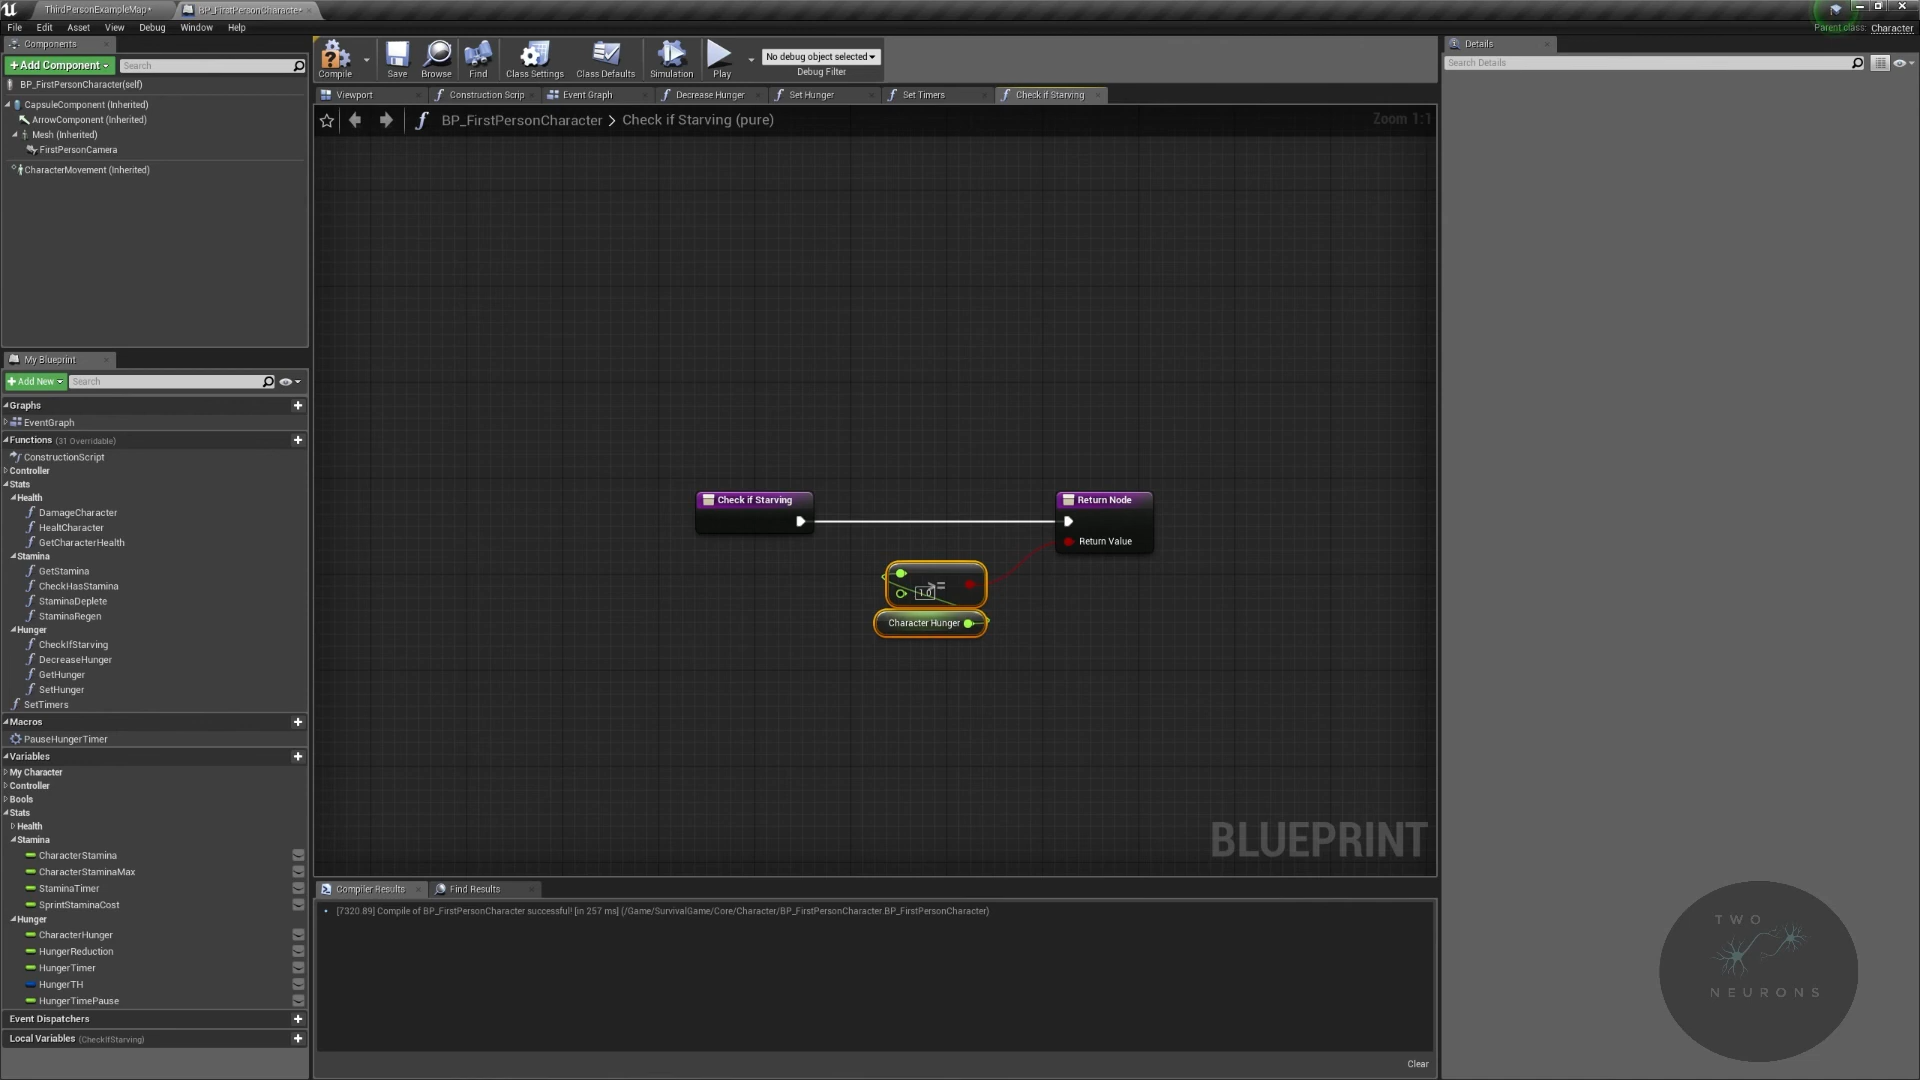 ThirdPersonExampleMap*
BP_FirstPersonCharacter*
File Edit Asset View Debug Window Help
Parent class: Character
Components
+Add Component
Search
BP_FirstPersonCharacter(self)
CapsuleComponent (Inherited)
ArrowComponent (Inherited)
Mesh (Inherited)
FirstPersonCamera
CharacterMovement (Inherited)
My Blueprint
+Add New
Search
Graphs
EventGraph
Functions (31 Overridable)
ConstructionScript
Controller
Stats
Health
DamageCharacter
HealtCharacter
GetCharacterHealth
Stamina
GetStamina
CheckHasStamina
StaminaDeplete
StaminaRegen
Hunger
CheckIfStarving
DecreaseHunger
GetHunger
SetHunger
SetTimers
Macros
PauseHungerTimer
Variables
My Character
Controller
Bools
Stats
Health
Stamina
CharacterStamina
CharacterStaminaMax
StaminaTimer
SprintStaminaCost
Hunger
CharacterHunger
HungerReduction
HungerTimer
HungerTH
HungerTimePause
Event Dispatchers
Local Variables (CheckIfStarving)
Compile
Save
Browse
Find
Class Settings
Class Defaults
Simulation
Play
No debug object selected
Debug Filter
Viewport
Construction Scrip
Event Graph
Decrease Hunger
Set Hunger
Set Timers
Check if Starving
BP_FirstPersonCharacter > Check if Starving (pure)
Zoom 1:1
Check if Starving
Return Node
Return Value
>=
1.0
Character Hunger
BLUEPRINT
Compiler Results
Find Results
[7320.89] Compile of BP_FirstPersonCharacter successful! [in 257 ms] (/Game/SurvivalGame/Core/Character/BP_FirstPersonCharacter.BP_FirstPersonCharacter)
Clear
Details
Search Details
TWO
NEURONS